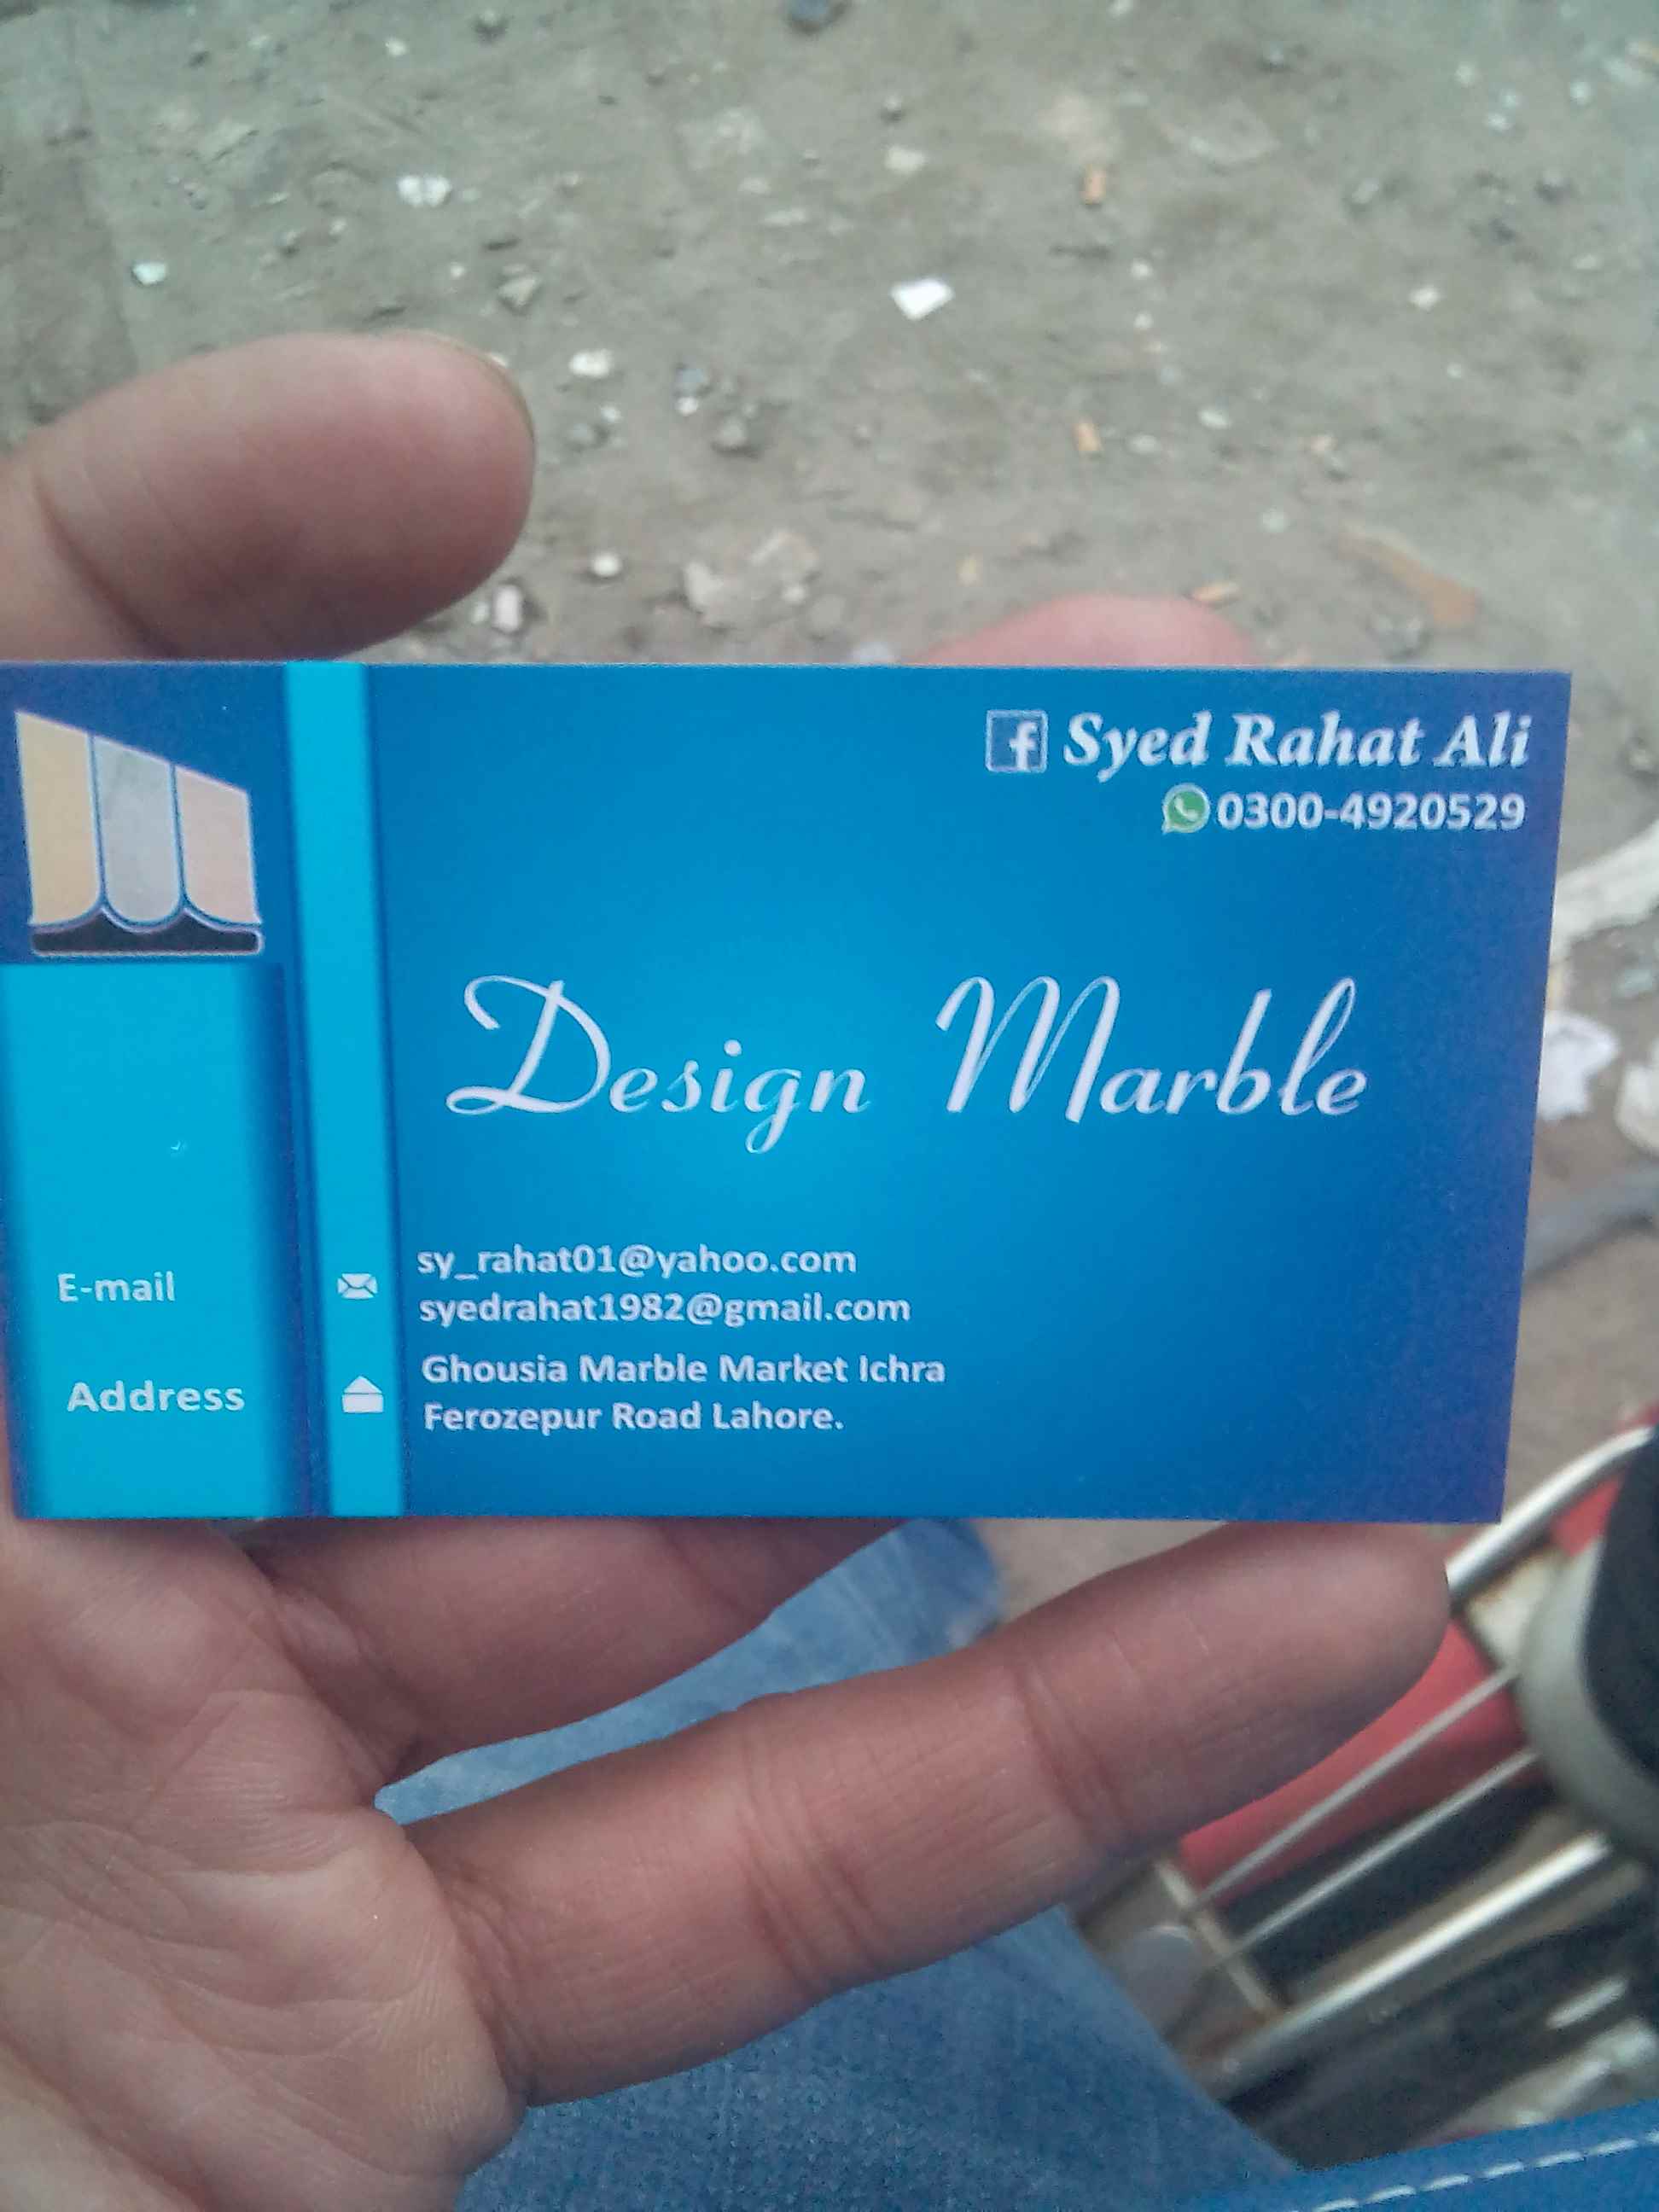 Syed Rahat Ali
0300-4920529
Design Marble
E-mail
sy_rahat01@yahoo.com
syedrahat1982@gmail.com
Address
Ghousia Marble Market Ichra
Ferozepur Road Lahore.